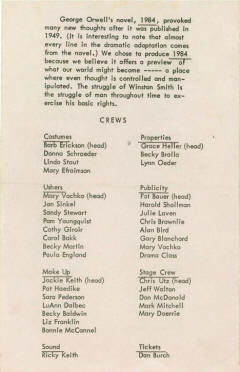 George Orwell's novel, 1984, provoked
many new thoughts after it was published in
1949. (It is interesting to note that almost
every line in the dramatic adaptation comes
from the novel.) We chose to produce 1984
because we believe it offers a preview of
what our world might become ----- a place
where even thought is controlled and man-
ipulated. The struggle of Winston Smith is
the struggle of man throughout time to ex-
ercise his basic rights.
CREWS
Costumes
Barb Erickson (head)
Donna Schroeder
Linda Stout
Mary Efraimson
Properties
Grace Heller (head)
Becky Brolla
Lynn Oeder
Ushers
Mary Vachka (head)
Jan Sinkel
Sandy Stewart
Pam Youngquist
Cathy Giroir
Carol Bakk
Becky Martin
Paula England
Publicity
Pat Bauer (head)
Harold Shollman
Julie Laven
Chris Brownlie
Alan Bird
Gary Blanchard
Mary Vachka
Drama Class
Make Up
Jackie Keith (head)
Pat Haedike
Sara Pederson
LuAnn Dalbec
Becky Baldwin
Liz Franklin
Bonnie McCannel
Stage Crew
Chris Utz (head)
Jeff Walton
Dan McDonald
Mark Mitchell
Mary Doerrie
Sound
Ricky Keith
Tickets
Dan Burch